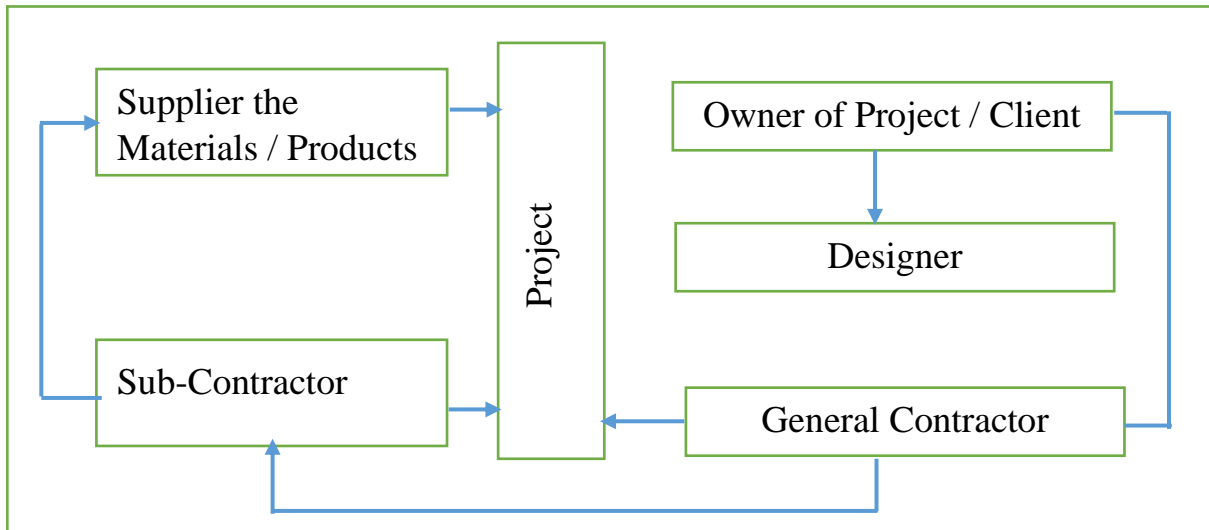 Supplier the
Materials / Products
Sub-Contractor
Project
Owner of Project / Client
Designer
General Contractor